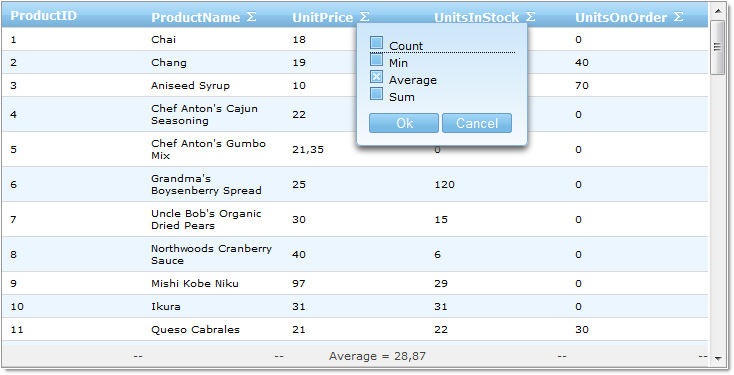 ProductID ProductName Σ UnitPrice Σ UnitsInStock Σ UnitsOnOrder Σ
Count
Min
Average
Sum
Ok Cancel
1 Chai 18 0
2 Chang 19 40
3 Aniseed Syrup 10 70
4 Chef Anton's Cajun Seasoning 22 0
5 Chef Anton's Gumbo Mix 21,35 0 0
6 Grandma's Boysenberry Spread 25 120 0
7 Uncle Bob's Organic Dried Pears 30 15 0
8 Northwoods Cranberry Sauce 40 6 0
9 Mishi Kobe Niku 97 29 0
10 Ikura 31 31 0
11 Queso Cabrales 21 22 30
-- -- Average = 28,87 -- --